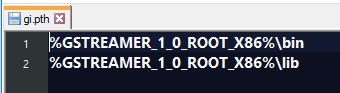 gi.pth
1 %GSTREAMER_1_0_ROOT_X86%\bin
2 %GSTREAMER_1_0_ROOT_X86%\lib